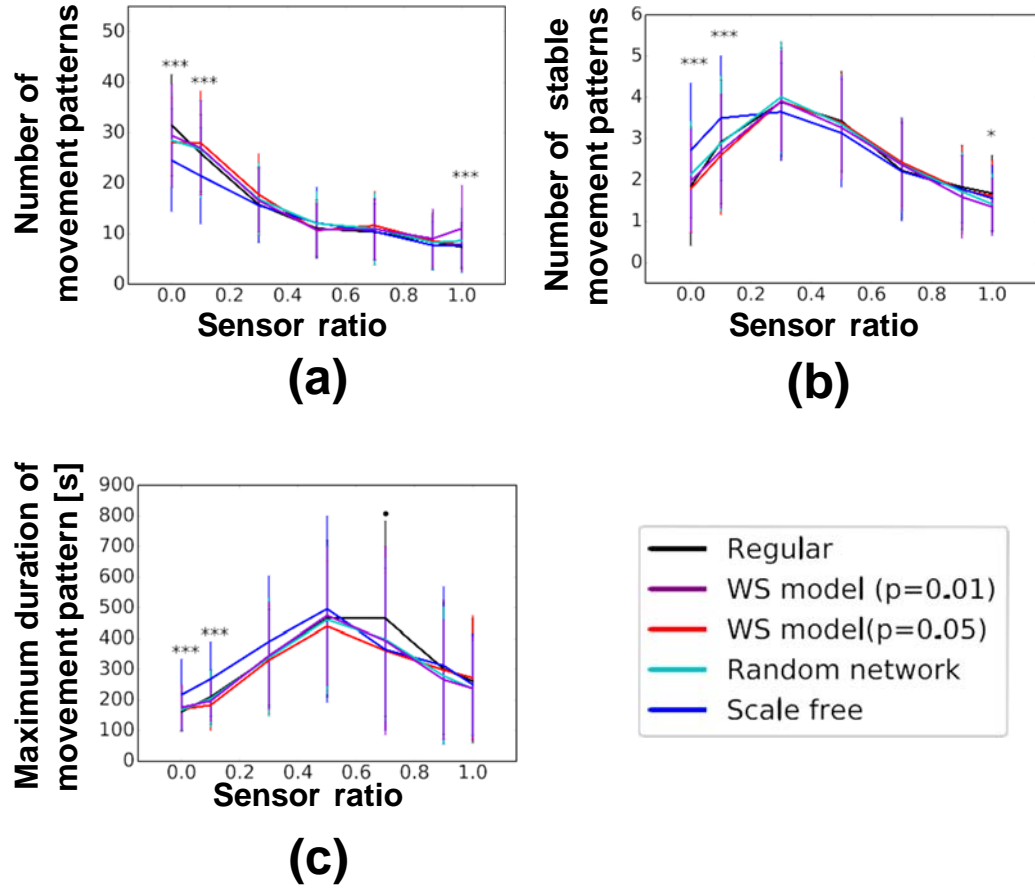 Number of
movement patterns
50
40
30
20
10
0
***
***
***
0.0 0.2 0.4 0.6 0.8 1.0
Sensor ratio
(a)
Number of stable
movement patterns
6
5
4
3
2
1
0
***
***
*
0.0 0.2 0.4 0.6 0.8 1.0
Sensor ratio
(b)
Maximum duration of
movement pattern [s]
900
800
700
600
500
400
300
200
100
0
***
***
•
0.0 0.2 0.4 0.6 0.8 1.0
Sensor ratio
(c)
Regular
WS model (p=0.01)
WS model(p=0.05)
Random network
Scale free